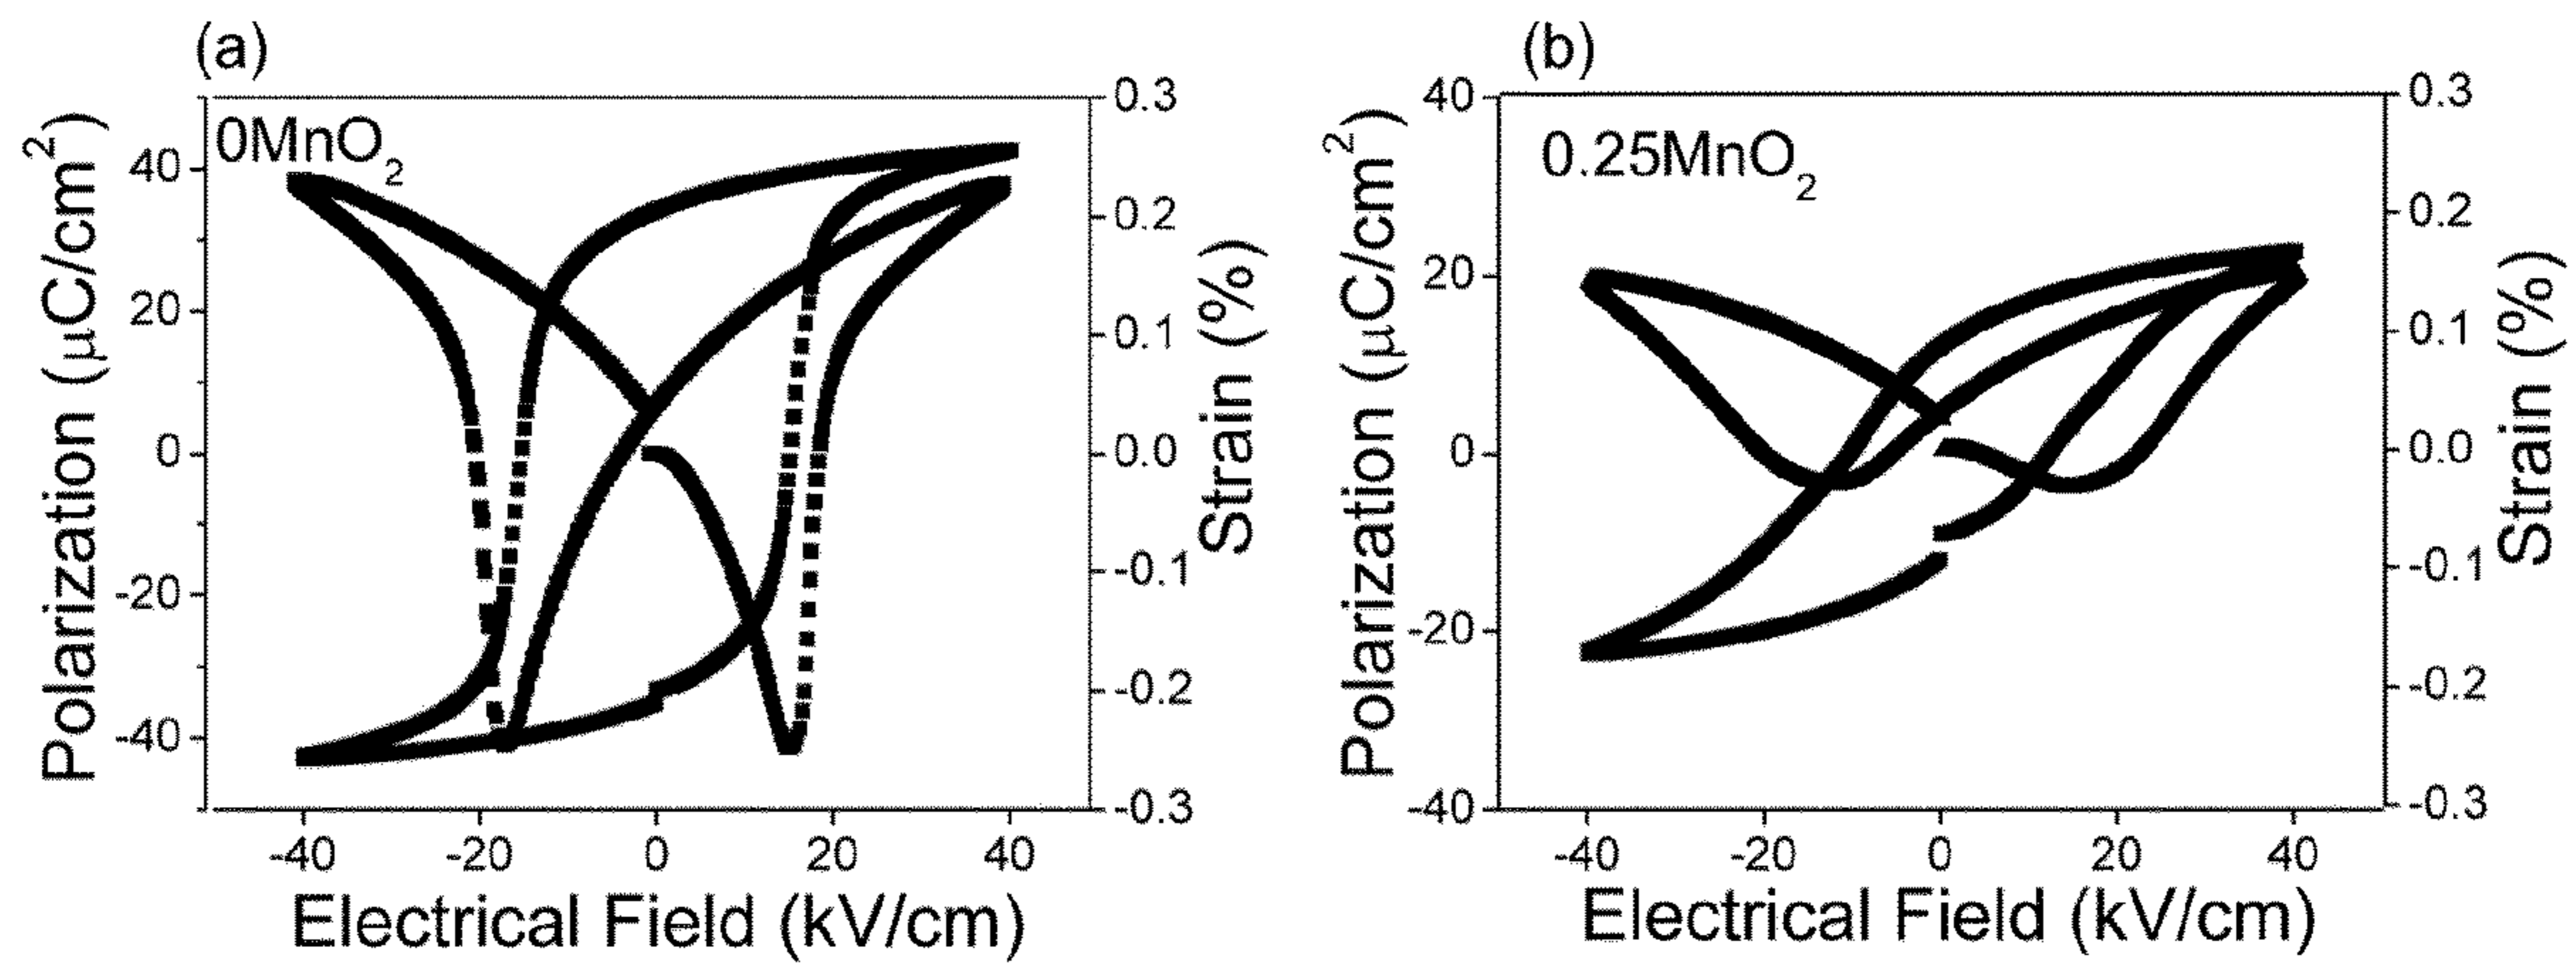 (a)
0MnO2
Polarization (μC/cm2)
40
20
0
-20
-40
0.3
0.2
0.1
0.0
-0.1
-0.2
-0.3
Strain (%)
-40 -20 0 20 40
Electrical Field (kV/cm)
(b)
0.25MnO2
Polarization (μC/cm2)
40
20
0
-20
-40
0.3
0.2
0.1
0.0
-0.1
-0.2
-0.3
Strain (%)
-40 -20 0 20 40
Electrical Field (kV/cm)